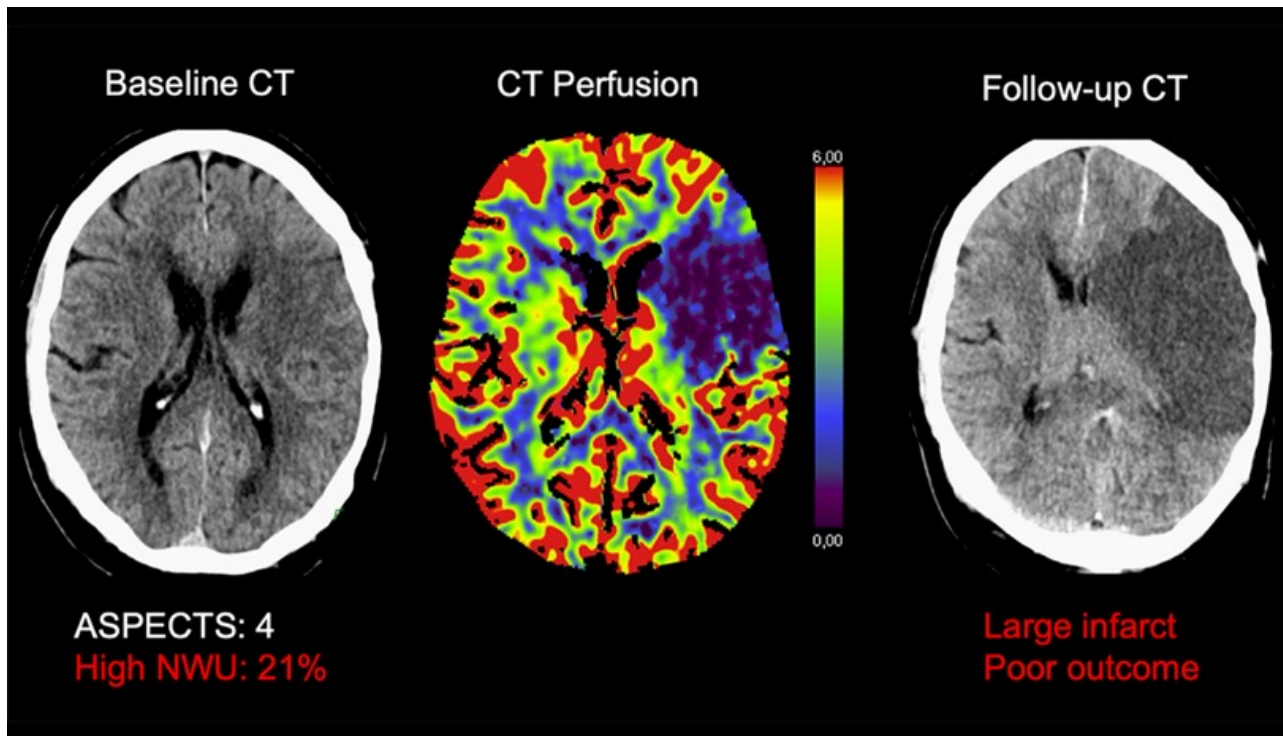 Baseline CT
CT Perfusion
Follow-up CT
6,00
0,00
ASPECTS: 4
High NWU: 21%
Large infarct
Poor outcome